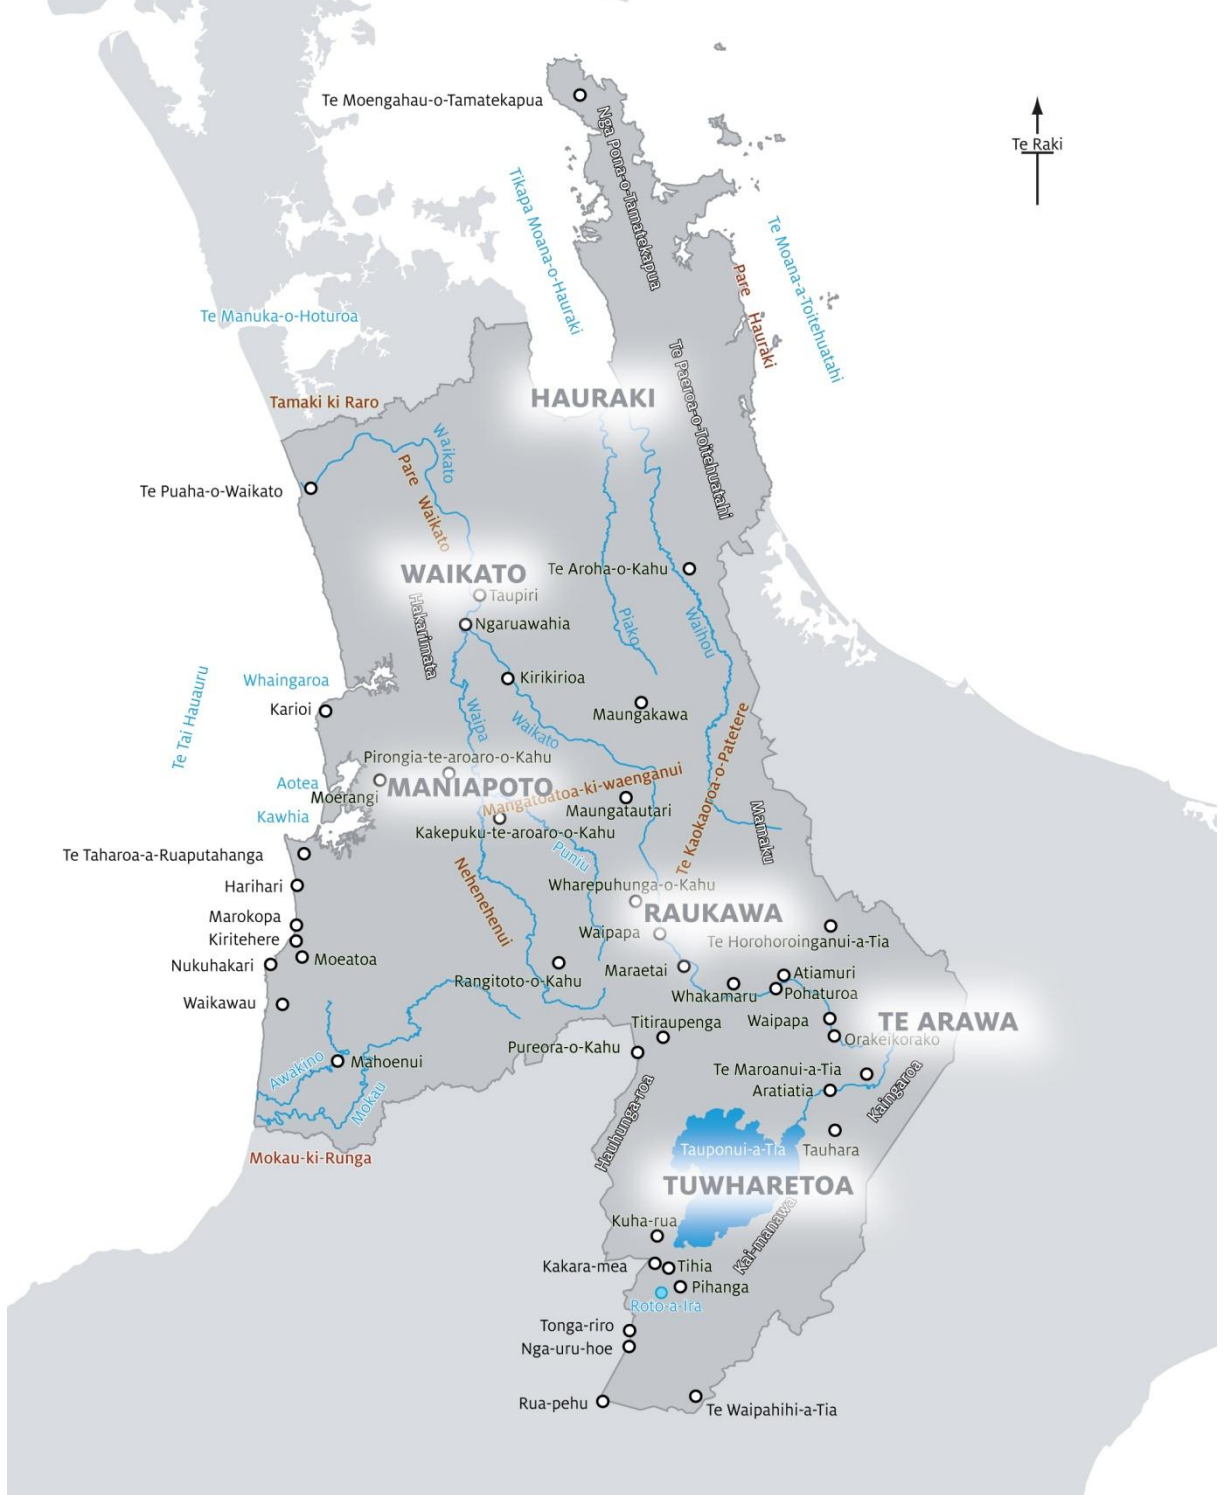 Te Moengahau-o-Tamatekapua
Nga Pona-o-Tamatekapua
Te Raki
Tikapa Moana-o-Hauraki
Te Moana-a-Toitehuatahi
Pare Hauraki
Te Manuka-o-Hoturoa
Te Paeroa-o-Toitehuatahi
HAURAKI
Tamaki ki Raro
Waikato
Pare Waikato
Te Puaha-o-Waikato
WAIKATO
Te Aroha-o-Kahu
Taupiri
Hakarimata
Ngaruawahia
Piako
Waihou
Te Tai Hauauru
Whaingaroa
Kirikirioa
Karioi
Waipa
Waikato
Maungakawa
Te Kaokaoroa-o-Patetere
Pirongia-te-aroaro-o-Kahu
Aotea
Moerangi
MANIAPOTO
Mangatoatoa-ki-waenganui
Maungatautari
Kawhia
Kakepuku-te-aroaro-o-Kahu
Mamaku
Te Taharoa-a-Ruaputahanga
Puniu
Harihari
Nehenehenui
Wharepuhunga-o-Kahu
RAUKAWA
Marokopa
Kiritehere
Waipapa
Te Horohoroinganui-a-Tia
Nukuhakari
Moeatoa
Rangitoto-o-Kahu
Maraetai
Atiamuri
Whakamaru
Pohaturoa
Waikawau
Titiraupenga
Waipapa
TE ARAWA
Pureora-o-Kahu
Orakeikorako
Awakino
Mahoenui
Te Maroanui-a-Tia
Aratiatia
Kaingaroa
Mokau
Hauhunga-roa
Tauponui-a-Tia
Tauhara
Mokau-ki-Runga
TUWHARETOA
Kuha-rua
Kai-manawa
Kakara-mea
Tihia
Pihanga
Roto-a-Ira
Tonga-riro
Nga-uru-hoe
Rua-pehu
Te Waipahihi-a-Tia